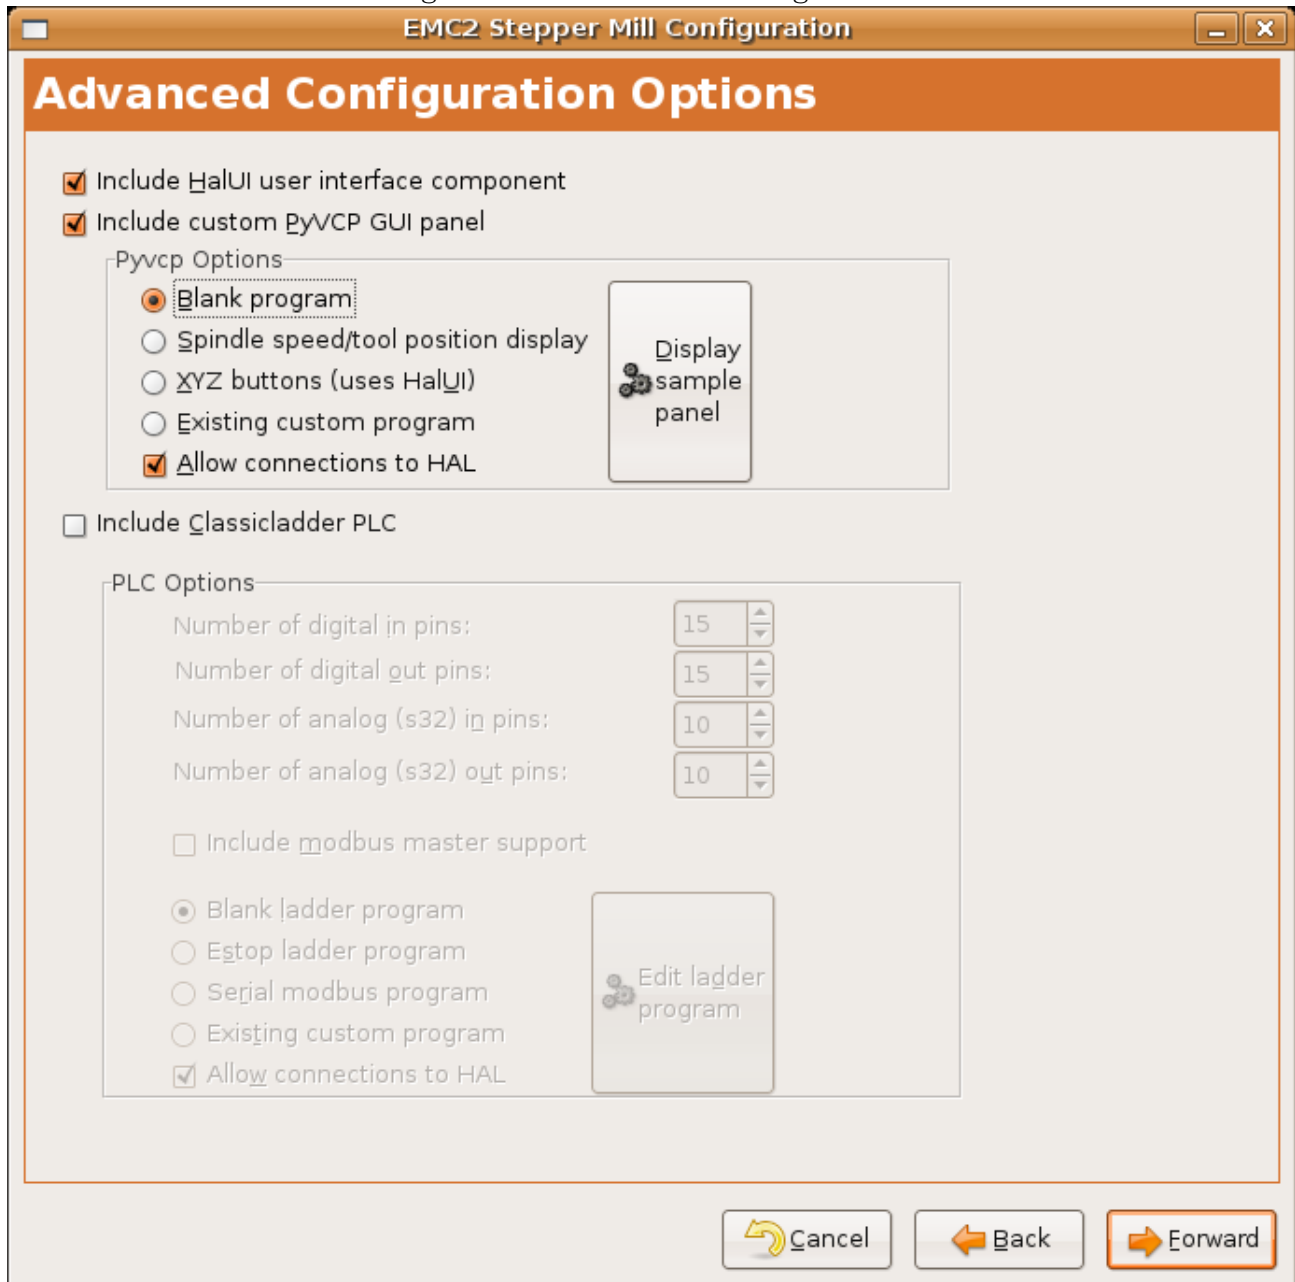 EMC2 Stepper Mill Configuration
Advanced Configuration Options
Include HalUI user interface component
Include custom PyVCP GUI panel
Pyvcp Options
Blank program
Spindle speed/tool position display
XYZ buttons (uses HalUI)
Existing custom program
Allow connections to HAL
Display
sample
panel
Include Classicladder PLC
PLC Options
Number of digital in pins: 15
Number of digital out pins: 15
Number of analog (s32) in pins: 10
Number of analog (s32) out pins: 10
Include modbus master support
Blank ladder program
Estop ladder program
Serial modbus program
Existing custom program
Allow connections to HAL
Edit ladder
program
Cancel Back Forward